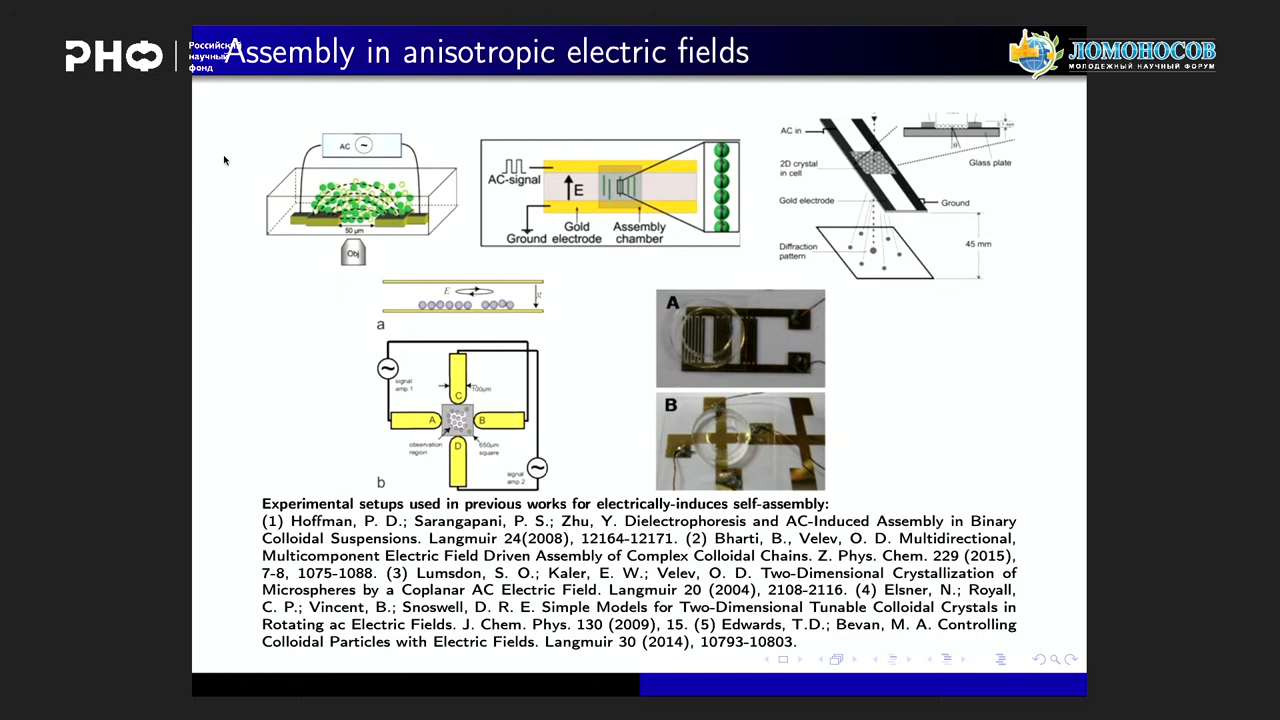 РНФ
Российский
научный
фонд
Assembly in anisotropic electric fields
ЛОМОНОСОВ
МОЛОДЕЖНЫЙ НАУЧНЫЙ ФОРУМ
AC
50 µm
Obj
AC-signal
E
Ground
Gold
electrode
Assembly
chamber
AC in
2D crystal
in cell
Gold electrode
Glass plate
Ground
Diffraction
pattern
45 mm
E
a
signal
amp.1
100µm
C
A
B
D
observation
region
650µm
square
signal
amp.2
b
A
B
Experimental setups used in previous works for electrically-induces self-assembly:
(1) Hoffman, P. D.; Sarangapani, P. S.; Zhu, Y. Dielectrophoresis and AC-Induced Assembly in Binary
Colloidal Suspensions. Langmuir 24(2008), 12164-12171. (2) Bharti, B., Velev, O. D. Multidirectional,
Multicomponent Electric Field Driven Assembly of Complex Colloidal Chains. Z. Phys. Chem. 229 (2015),
7-8, 1075-1088. (3) Lumsdon, S. O.; Kaler, E. W.; Velev, O. D. Two-Dimensional Crystallization of
Microspheres by a Coplanar AC Electric Field. Langmuir 20 (2004), 2108-2116. (4) Elsner, N.; Royall,
C. P.; Vincent, B.; Snoswell, D. R. E. Simple Models for Two-Dimensional Tunable Colloidal Crystals in
Rotating ac Electric Fields. J. Chem. Phys. 130 (2009), 15. (5) Edwards, T.D.; Bevan, M. A. Controlling
Colloidal Particles with Electric Fields. Langmuir 30 (2014), 10793-10803.